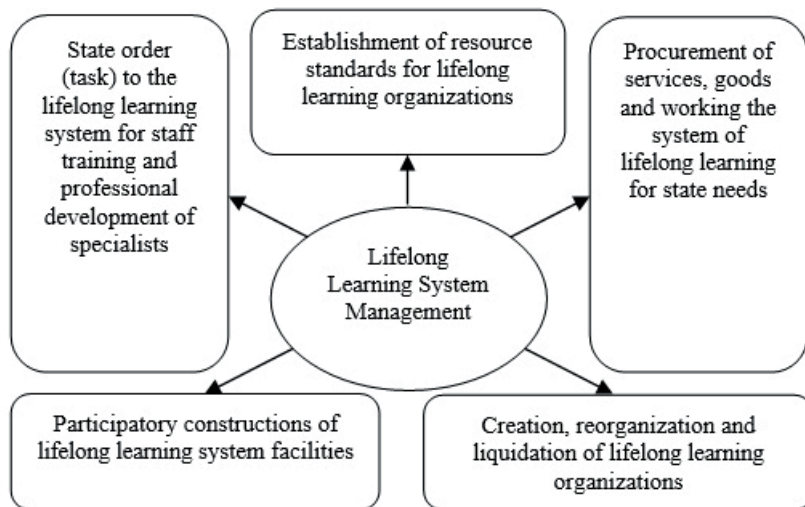 State order
(task) to the
lifelong learning
system for staff
training and
professional
development of
specialists
Establishment of resource
standards for lifelong
learning organizations
Procurement of
services, goods
and working the
system of
lifelong learning
for state needs
Lifelong
Learning System
Management
Participatory constructions of
lifelong learning system facilities
Creation, reorganization and
liquidation of lifelong learning
organizations